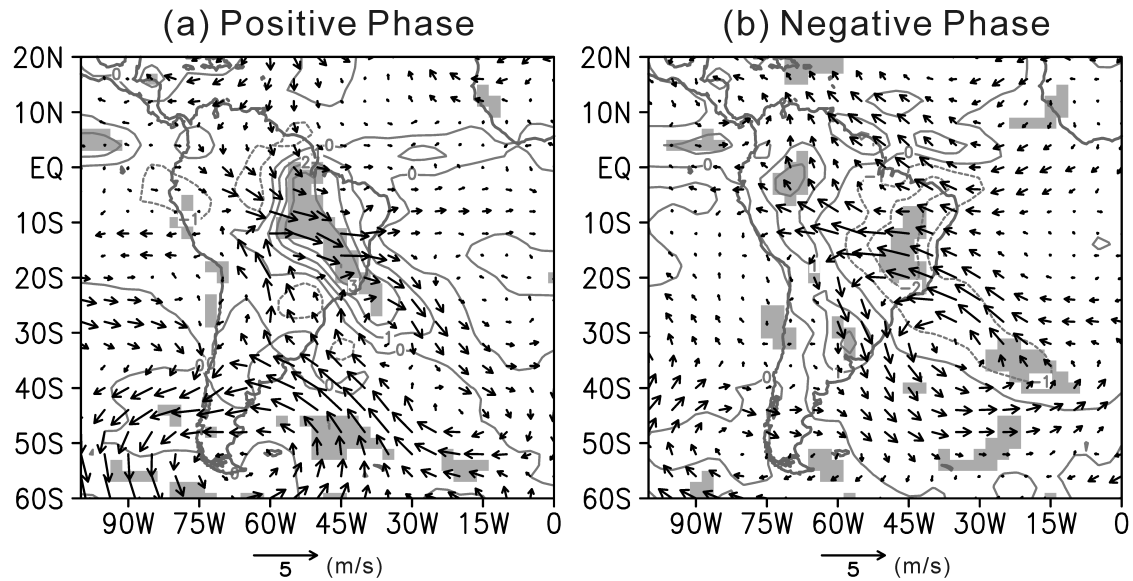 (a) Positive Phase
(b) Negative Phase
20N
10N
EQ
10S
20S
30S
40S
50S
60S
90W 75W 60W 45W 30W 15W 0
5 (m/s)
20N
10N
EQ
10S
20S
30S
40S
50S
60S
90W 75W 60W 45W 30W 15W 0
5 (m/s)